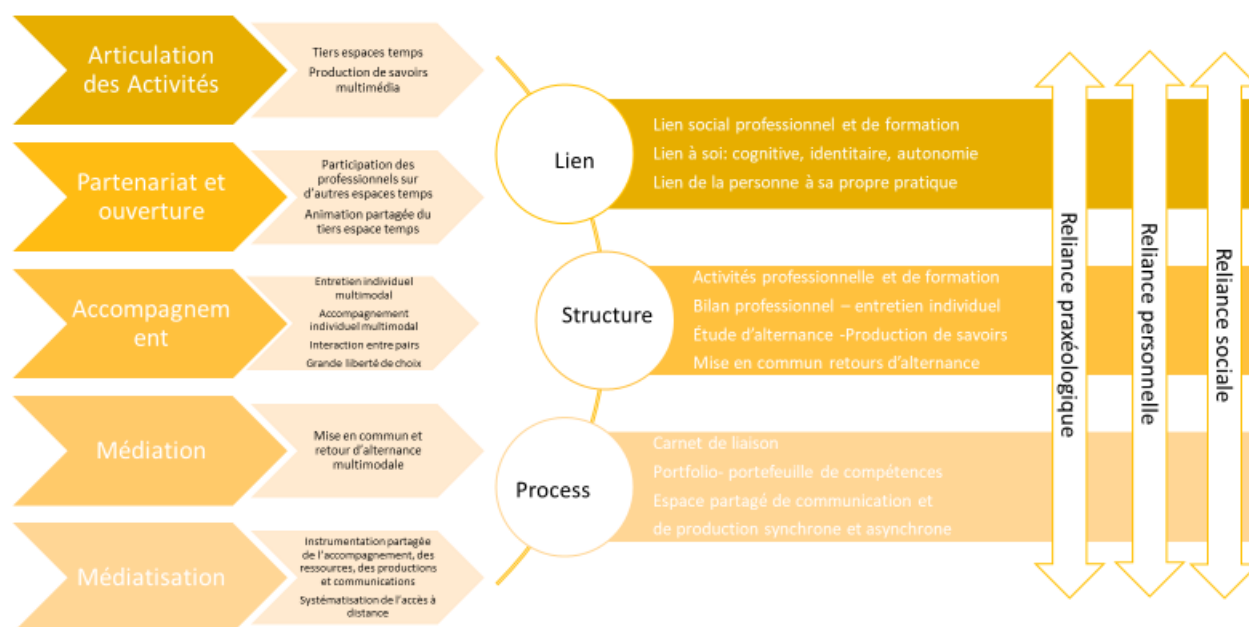 Articulation
des Activités
Tiers espaces temps
Production de savoirs
multimédia
Partenariat et
ouverture
Participation des
professionnels sur
d'autres espaces temps
Animation partagée du
tiers espace temps
Accompagnem
ent
Entretien individuel
multimodal
Accompagnement
individuel multimodal
Interaction entre pairs
Grande liberté de choix
Médiation
Mise en commun et
retour d'alternance
multimodale
Médiatisation
Instrumentation partagée
de l'accompagnement, des
ressources, des productions
et communications
Systématisation de l'accès à
distance
Lien
Lien social professionnel et de formation
Lien à soi: cognitive, identitaire, autonomie
Lien de la personne à sa propre pratique
Structure
Activités professionnelle et de formation
Bilan professionnel – entretien individuel
Étude d'alternance -Production de savoirs
Mise en commun retours d'alternance
Process
Carnet de liaison
Portfolio- portefeuille de compétences
Espace partagé de communication et
de production synchrone et asynchrone
Reliance praxéologique
Reliance personnelle
Reliance sociale